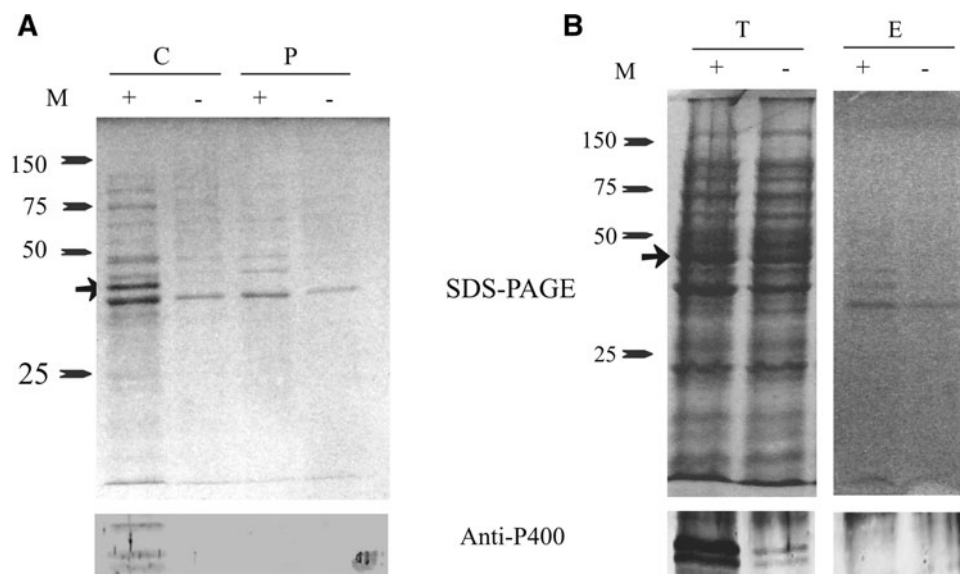 A
C P
M + - + -
150
75
50
25
SDS-PAGE
Anti-P400
B
T E
M + - + -
150
75
50
25